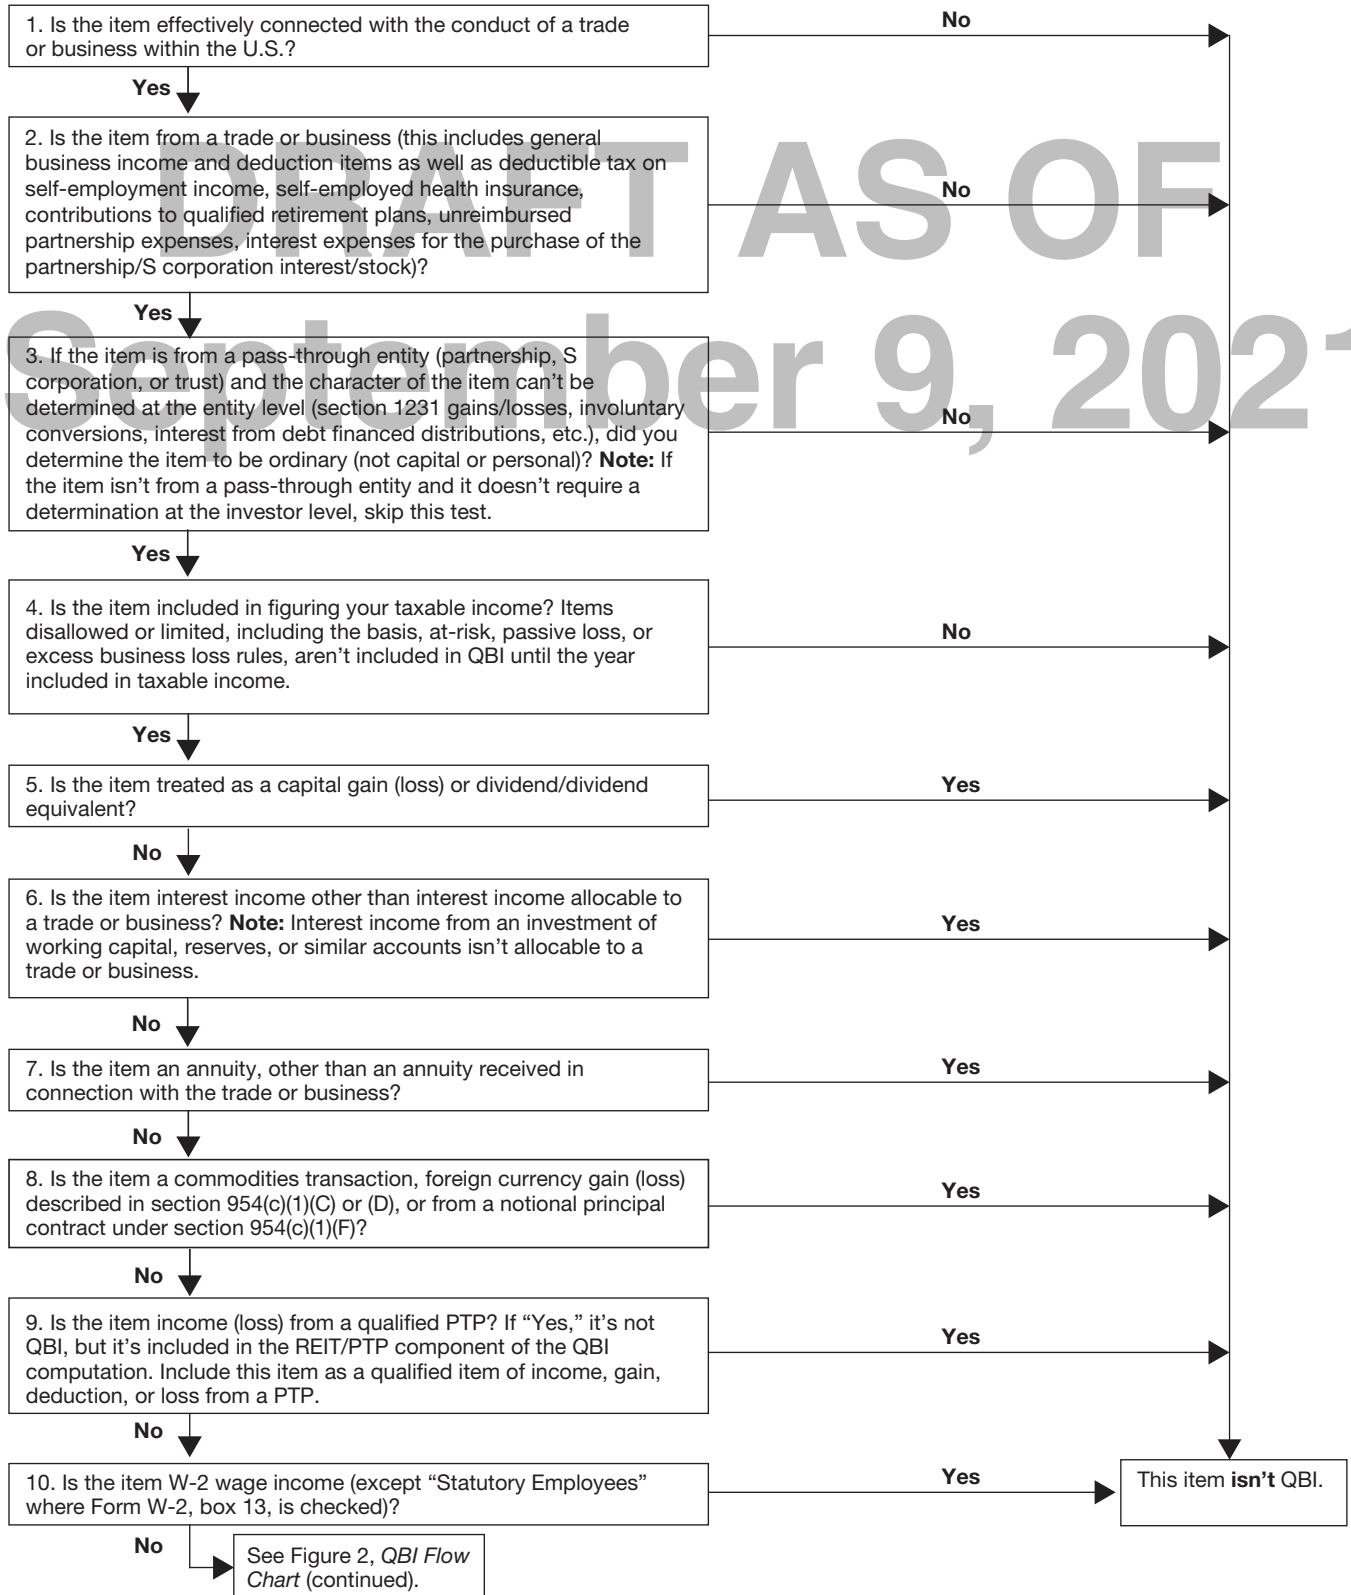 1. Is the item effectively connected with the conduct of a trade
or business within the U.S.?
No
Yes
2. Is the item from a trade or business (this includes general
business income and deduction items as well as deductible tax on
self-employment income, self-employed health insurance,
contributions to qualified retirement plans, unreimbursed
partnership expenses, interest expenses for the purchase of the
partnership/S corporation interest/stock)?
No
DRAFT AS OF
Yes
3. If the item is from a pass-through entity (partnership, S
corporation, or trust) and the character of the item can't be
determined at the entity level (section 1231 gains/losses, involuntary
conversions, interest from debt financed distributions, etc.), did you
determine the item to be ordinary (not capital or personal)? Note: If
the item isn't from a pass-through entity and it doesn't require a
determination at the investor level, skip this test.
No
September 9, 2021
Yes
4. Is the item included in figuring your taxable income? Items
disallowed or limited, including the basis, at-risk, passive loss, or
excess business loss rules, aren't included in QBI until the year
included in taxable income.
No
Yes
5. Is the item treated as a capital gain (loss) or dividend/dividend
equivalent?
Yes
No
6. Is the item interest income other than interest income allocable to
a trade or business? Note: Interest income from an investment of
working capital, reserves, or similar accounts isn't allocable to a
trade or business.
Yes
No
7. Is the item an annuity, other than an annuity received in
connection with the trade or business?
Yes
No
8. Is the item a commodities transaction, foreign currency gain (loss)
described in section 954(c)(1)(C) or (D), or from a notional principal
contract under section 954(c)(1)(F)?
Yes
No
9. Is the item income (loss) from a qualified PTP? If “Yes,” it's not
QBI, but it's included in the REIT/PTP component of the QBI
computation. Include this item as a qualified item of income, gain,
deduction, or loss from a PTP.
Yes
No
10. Is the item W-2 wage income (except “Statutory Employees”
where Form W-2, box 13, is checked)?
Yes
This item isn't QBI.
No
See Figure 2, QBI Flow
Chart (continued).